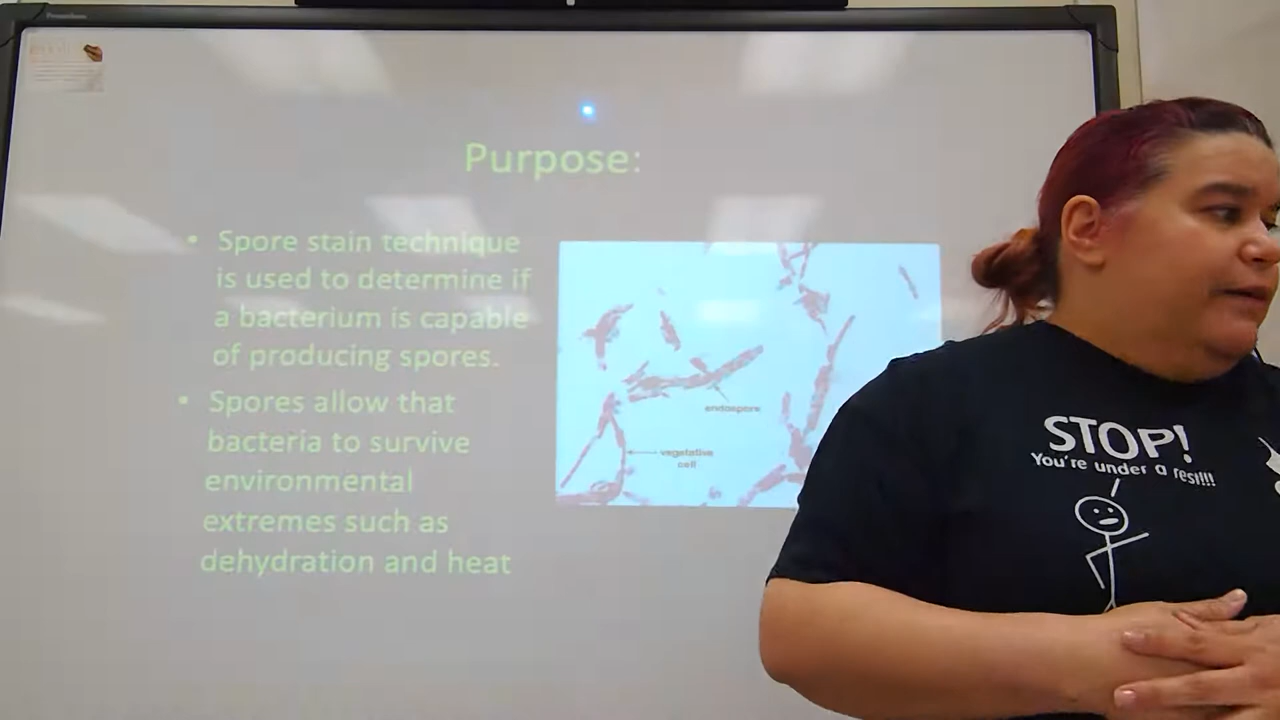 Purpose:
• Spore stain technique
is used to determine if
a bacterium is capable
of producing spores.
• Spores allow that
bacteria to survive
environmental
extremes such as
dehydration and heat
endospore
vegetative
cell
STOP!
You're under a rest!!!!